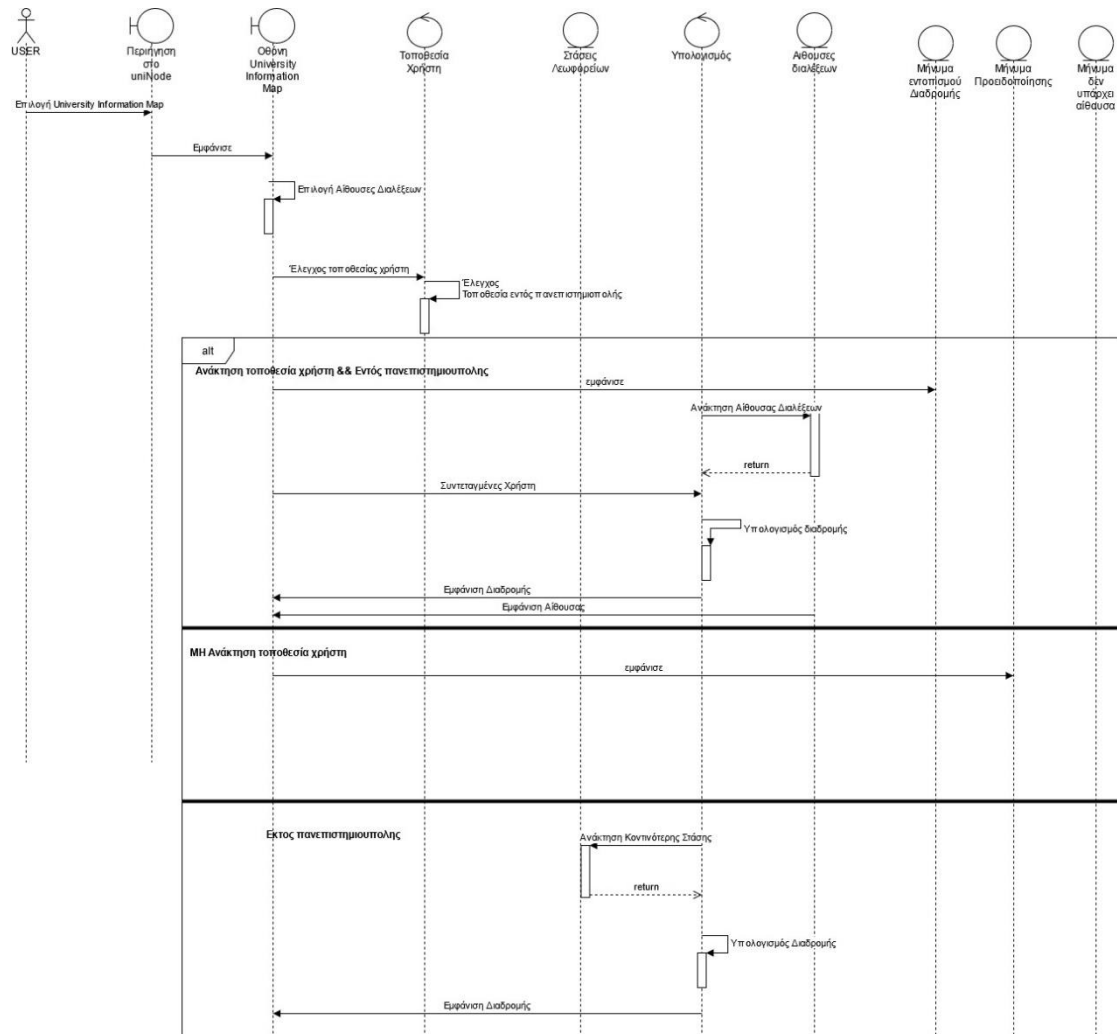 USER
Περιήγηση
στο
uniNode
Οθόνη
University
Information
Map
Τοποθεσία
Χρήστη
Στάσεις
Λεωφορείων
Υπολογισμός
Αίθουσες
διαλέξεων
Μήνυμα
εντοπισμού
Διαδρομής
Μήνυμα
Προειδοποίησης
Μήνυμα
δεν
υπάρχει
αίθουσα
Επιλογή University Information Map
Εμφάνισε
Επιλογή Αίθουσες Διαλέξεων
Έλεγχος τοποθεσίας χρήστη
Έλεγχος
Τοποθεσία εντός πανεπιστημιοπολής
alt
Ανάκτηση τοποθεσία χρήστη && Εντός πανεπιστημιουπολης
εμφάνισε
Ανάκτηση Αίθουσας Διαλέξεων
return
Συντεταγμένες Χρήστη
Υπολογισμός διαδρομής
Εμφάνιση Διαδρομής
Εμφάνιση Αίθουσας
ΜΗ Ανάκτηση τοποθεσία χρήστη
εμφάνισε
Εκτος πανεπιστημιουπολης
Ανάκτηση Κοντινότερης Στάσης
return
Υπολογισμός Διαδρομής
Εμφάνιση Διαδρομής